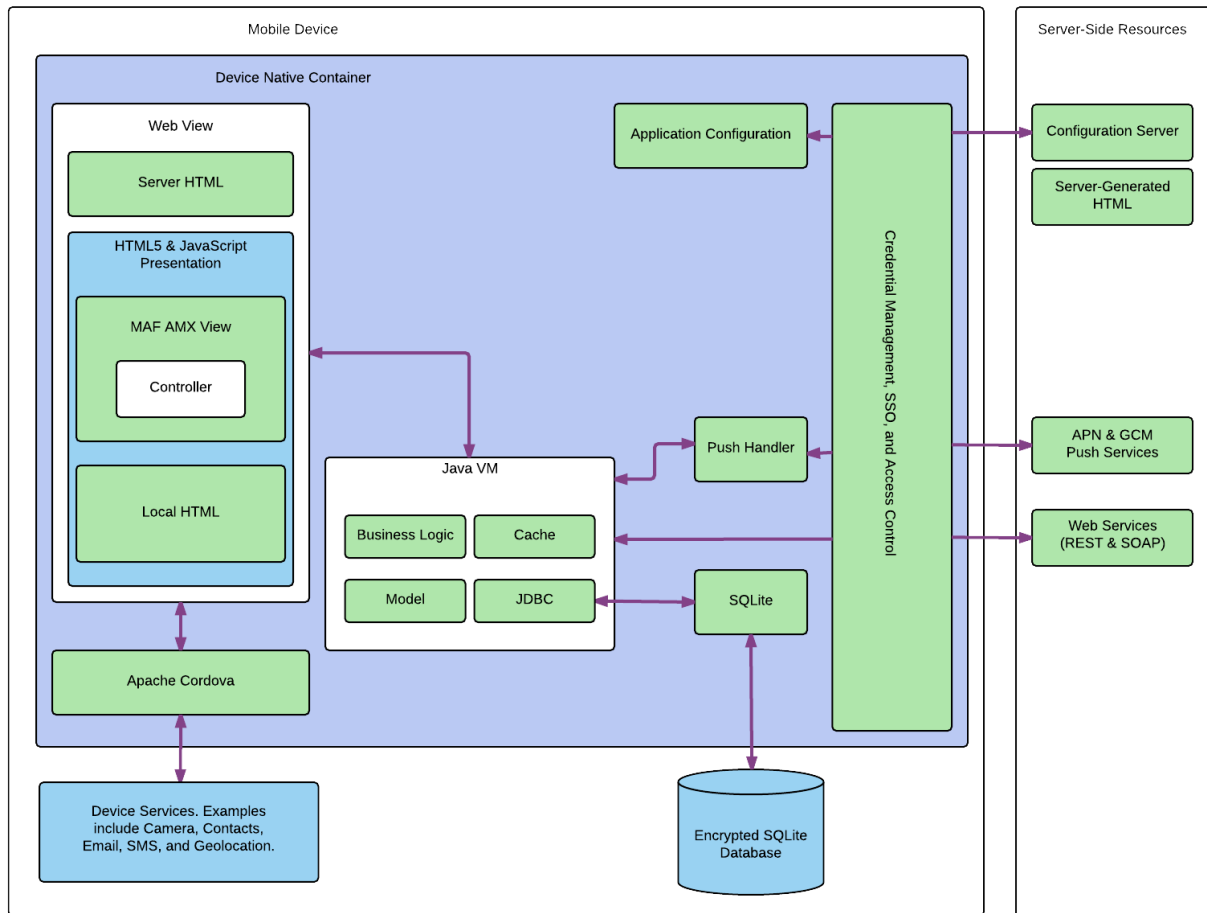 Mobile Device
Server-Side Resources
Device Native Container
Web View
Server HTML
HTML5 & JavaScript
Presentation
MAF AMX View
Controller
Local HTML
Apache Cordova
Device Services. Examples
include Camera, Contacts,
Email, SMS, and Geolocation.
Java VM
Business Logic
Cache
Model
JDBC
Application Configuration
Push Handler
SQLite
Encrypted SQLite
Database
Credential Management, SSO, and Access Control
Configuration Server
Server-Generated
HTML
APN & GCM
Push Services
Web Services
(REST & SOAP)